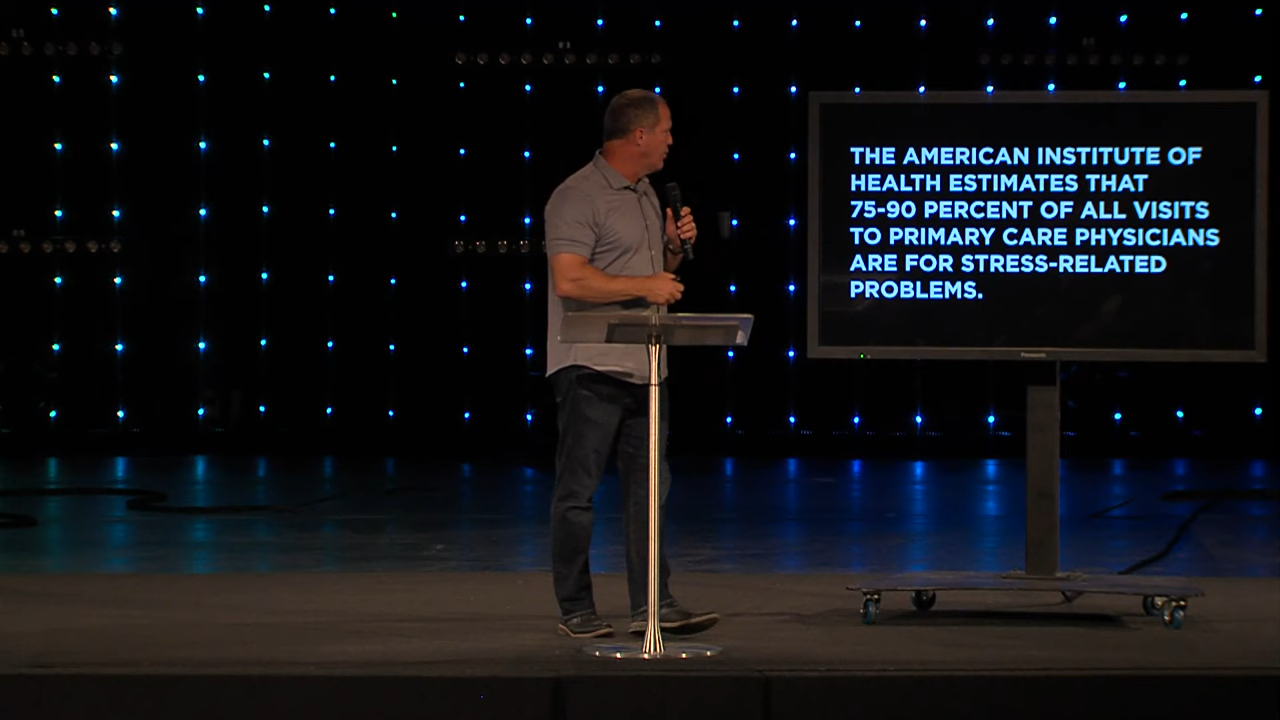 THE AMERICAN INSTITUTE OF
HEALTH ESTIMATES THAT
75-90 PERCENT OF ALL VISITS
TO PRIMARY CARE PHYSICIANS
ARE FOR STRESS-RELATED
PROBLEMS.
Panasonic